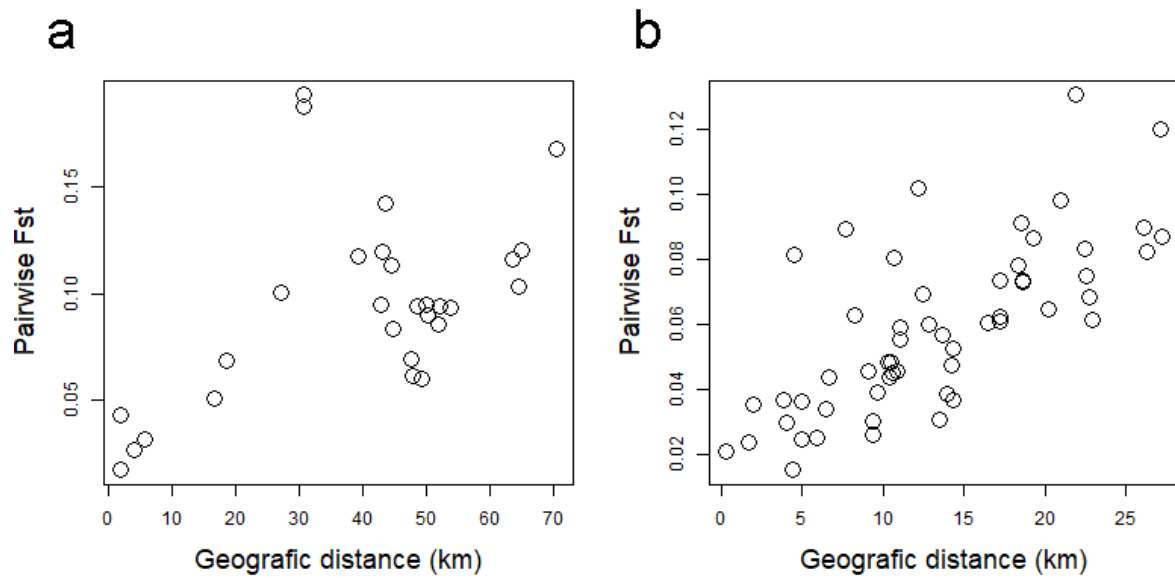 a
Pairwise Fst
0.15
0.10
0.05
0 10 20 30 40 50 60 70
Geografic distance (km)
b
Pairwise Fst
0.12
0.10
0.08
0.06
0.04
0.02
0 5 10 15 20 25
Geografic distance (km)